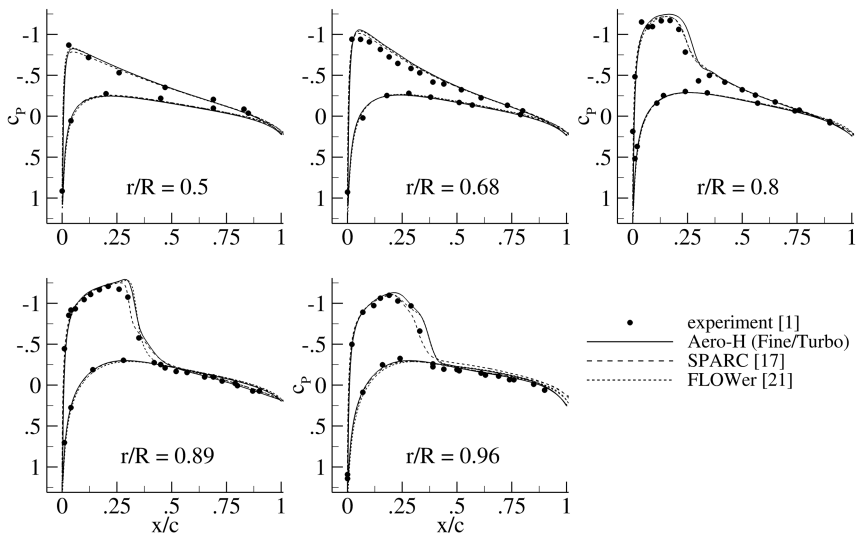 -1
-.5
0
.5
1
cP
r/R = 0.5
0 .25 .5 .75 1
-1
-.5
0
.5
1
r/R = 0.68
0 .25 .5 .75 1
-1
-.5
0
.5
1
r/R = 0.8
0 .25 .5 .75 1
-1
-.5
0
.5
1
cP
r/R = 0.89
0 .25 .5 .75 1
x/c
-1
-.5
0
.5
1
cP
r/R = 0.96
0 .25 .5 .75 1
x/c
experiment [1]
Aero-H (Fine/Turbo)
SPARC [17]
FLOWer [21]